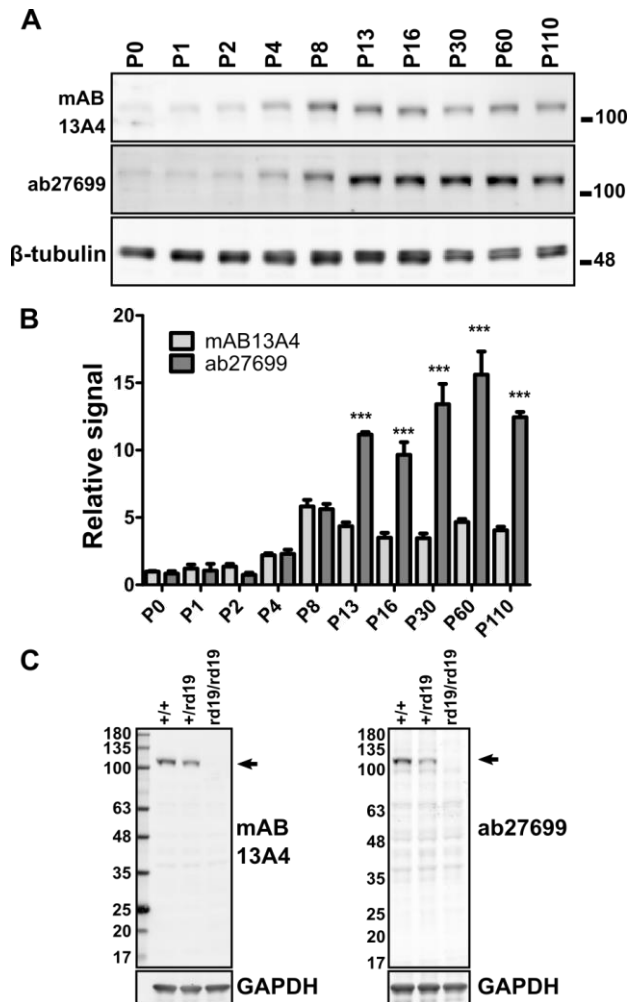 A
P0 P1 P2 P4 P8 P13 P16 P30 P60 P110
mAB
13A4
100
ab27699
100
β-tubulin
48
B
20
15
10
5
0
Relative signal
mAB13A4
ab27699
*** *** *** *** ***
P0 P1 P2 P4 P8 P13 P16 P30 P60 P110
C
+/+ +/rd19 rd19/rd19
180
135
100
63
48
35
25
20
17
mAB
13A4
GAPDH
+/+ +/rd19 rd19/rd19
180
135
100
63
48
35
25
20
17
ab27699
GAPDH